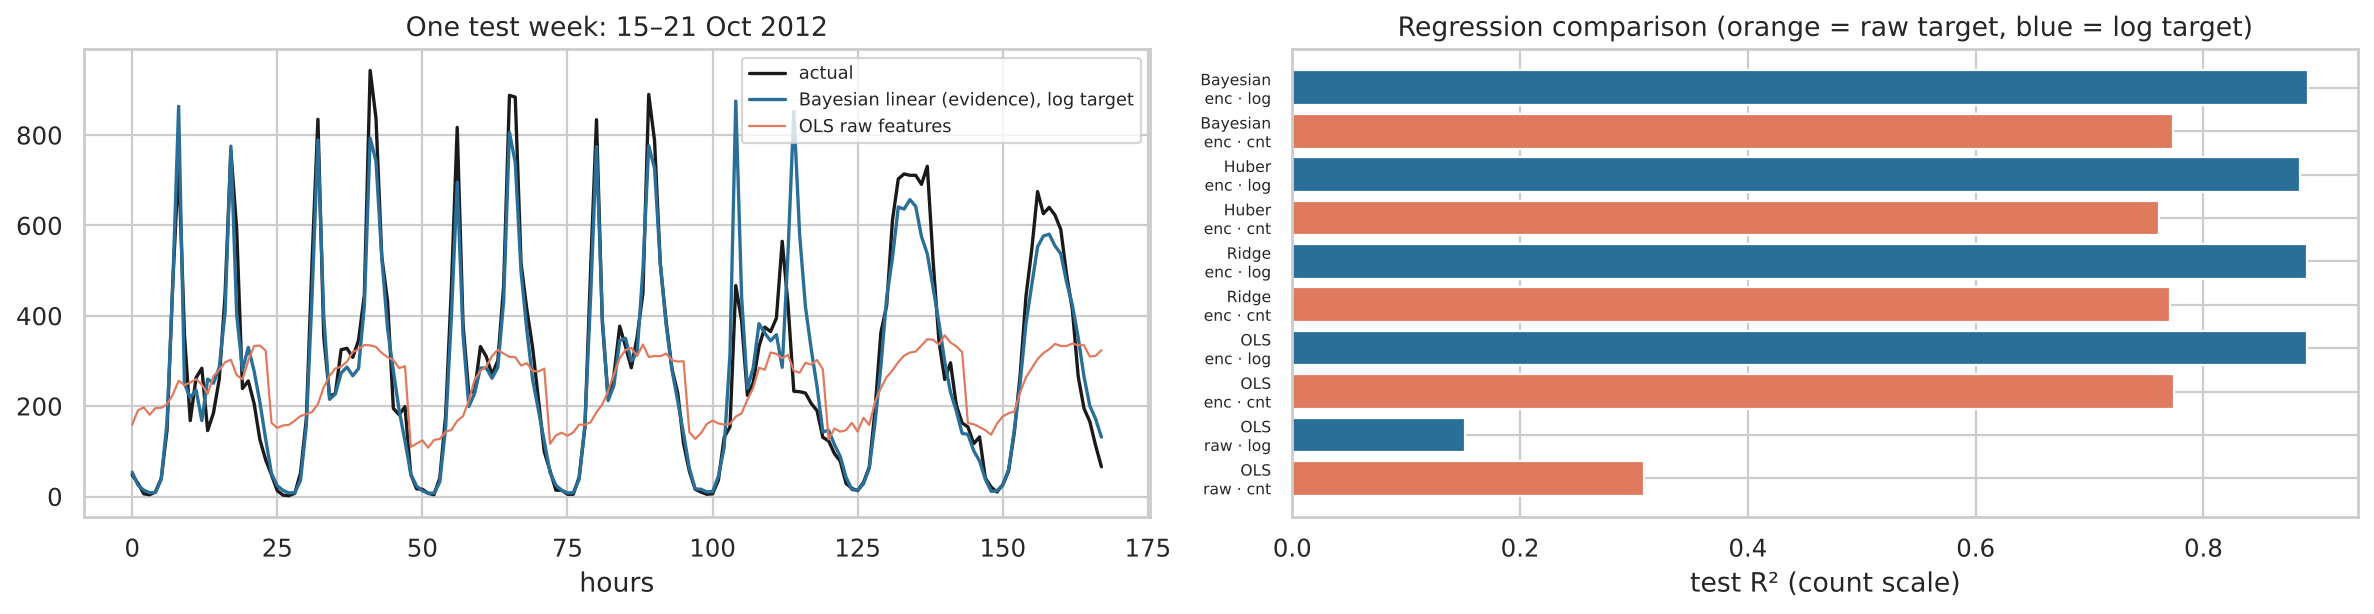 One test week: 15–21 Oct 2012
actual
Bayesian linear (evidence), log target
OLS raw features
800
600
400
200
0
0 25 50 75 100 125 150 175
hours
Regression comparison (orange = raw target, blue = log target)
Bayesian
enc · log
Bayesian
enc · cnt
Huber
enc · log
Huber
enc · cnt
Ridge
enc · log
Ridge
enc · cnt
OLS
enc · log
OLS
enc · cnt
OLS
raw · log
OLS
raw · cnt
0.0 0.2 0.4 0.6 0.8
test R² (count scale)